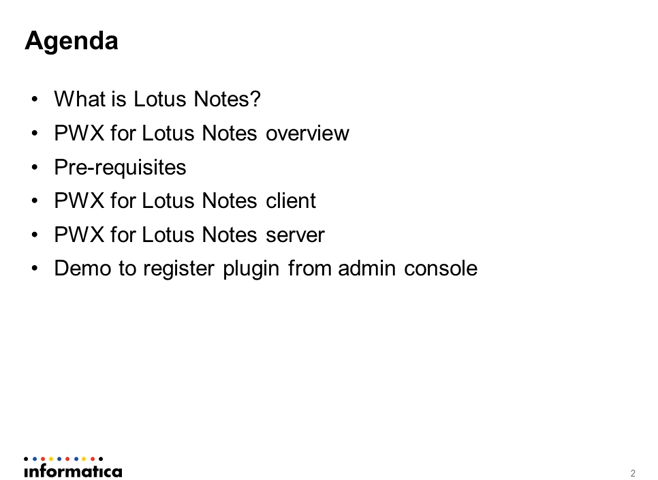 Agenda
• What is Lotus Notes?
• PWX for Lotus Notes overview
• Pre-requisites
• PWX for Lotus Notes client
• PWX for Lotus Notes server
• Demo to register plugin from admin console
informatica
2